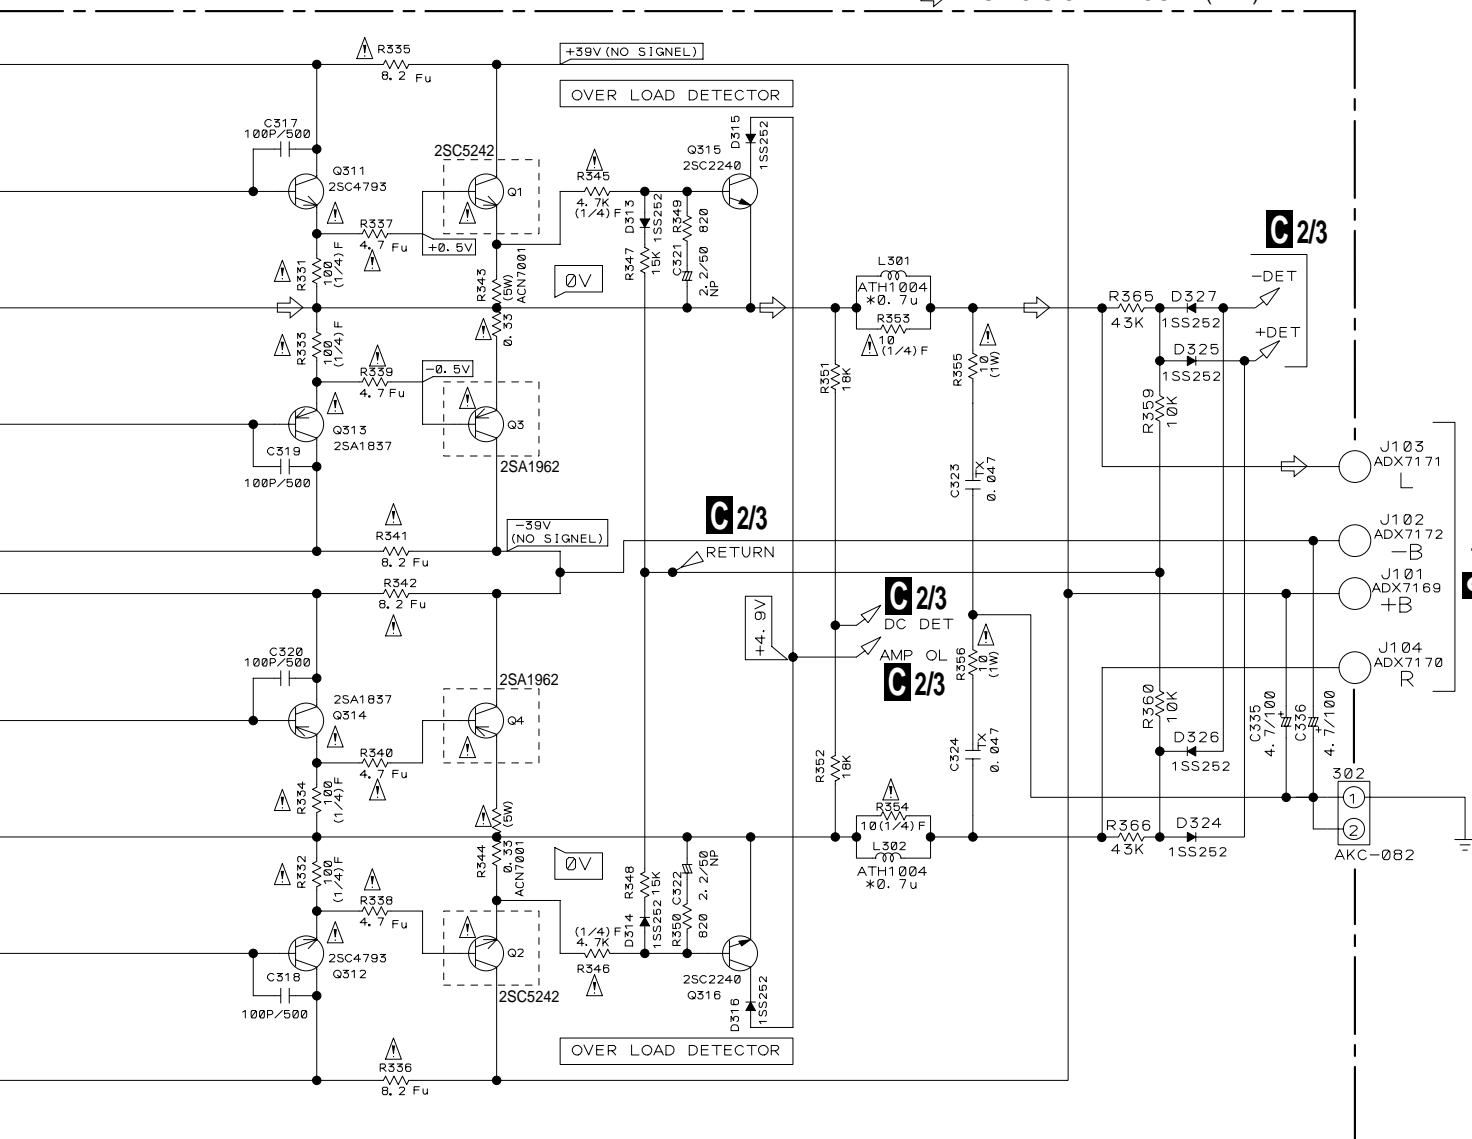 R335
8.2 Fu
+39V(NO SIGNEL)
OVER LOAD DETECTOR
C317
100P/500
Q311
2SC4793
2SC5242
Q1
R337
4.7 Fu
+0.5V
R331
100
(1/4)F
R345
4.7K
(1/4)F
D313
1SS252
R347
15K
R349
820
C321
2.2/50
NP
Q315
2SC2240
D315
1SS252
R343
(5W)
ACN7001
0.33
0V
R333
100
(1/4)F
R339
4.7 Fu
-0.5V
Q313
2SA1837
C319
100P/500
Q3
2SA1962
L301
ATH1004
*0.7u
R353
10
(1/4)F
R351
18K
R355
10
(1W)
C323
TX
0.047
R365
43K
D327
1SS252
D325
1SS252
R359
10K
C 2/3
-DET
+DET
J103
ADX7171
L
J102
ADX7172
-B
J101
ADX7169
+B
J104
ADX7170
R
R341
8.2 Fu
-39V
(NO SIGNEL)
C 2/3
RETURN
R342
8.2 Fu
+4.9V
C 2/3
DC DET
AMP OL
C 2/3
R356
10
(1W)
C324
TX
0.047
R352
18K
C320
100P/500
2SA1837
Q314
2SA1962
Q4
R340
4.7 Fu
R334
100
(1/4)F
R344
(5W)
0.33
ACN7001
0V
R332
100
(1/4)F
R338
4.7 Fu
2SC4793
Q312
C318
100P/500
Q2
2SC5242
(1/4)F
4.7K
R346
R348
15K
D314
1SS252
C322
2.2/50
NP
R350
820
2SC2240
Q316
D316
1SS252
OVER LOAD DETECTOR
R336
8.2 Fu
R354
10(1/4)F
L302
ATH1004
*0.7u
R360
10K
D326
1SS252
R366
43K
D324
1SS252
C335
4.7/100
C336
4.7/100
302
1
2
AKC-082